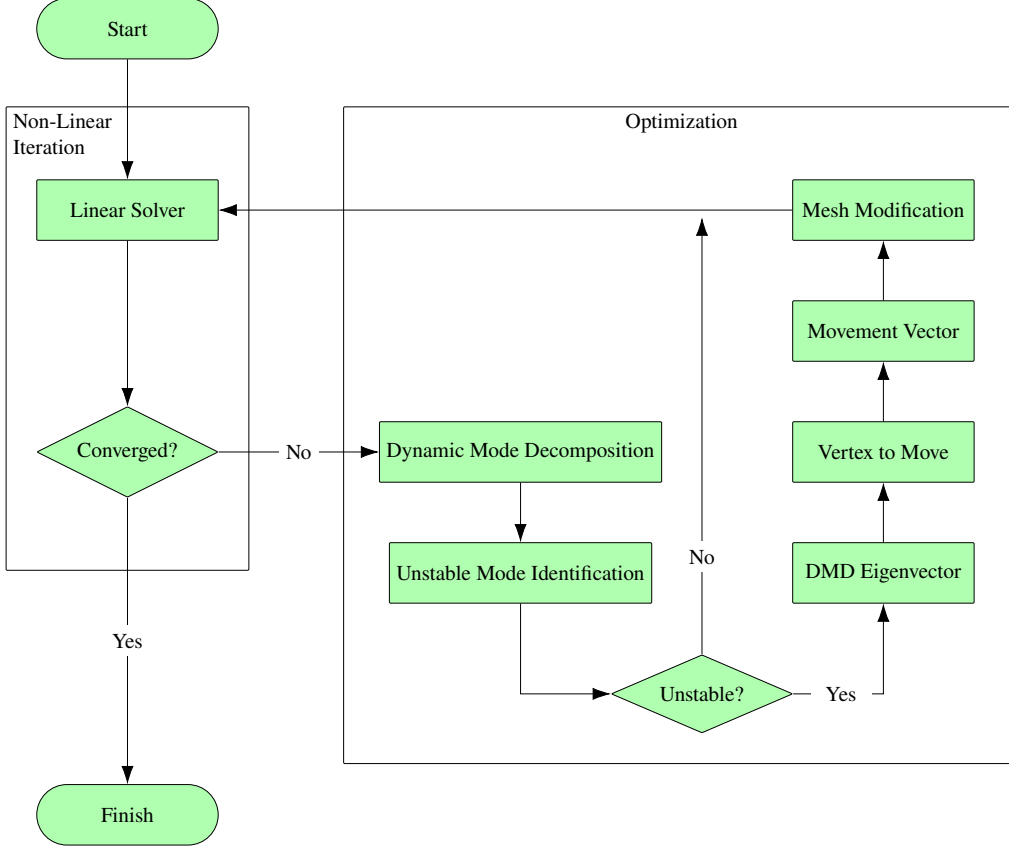 Start
Non-Linear
Iteration
Optimization
Linear Solver
Mesh Modification
Movement Vector
Converged?
No
Dynamic Mode Decomposition
Vertex to Move
No
Unstable Mode Identification
DMD Eigenvector
Yes
Unstable?
Yes
Finish